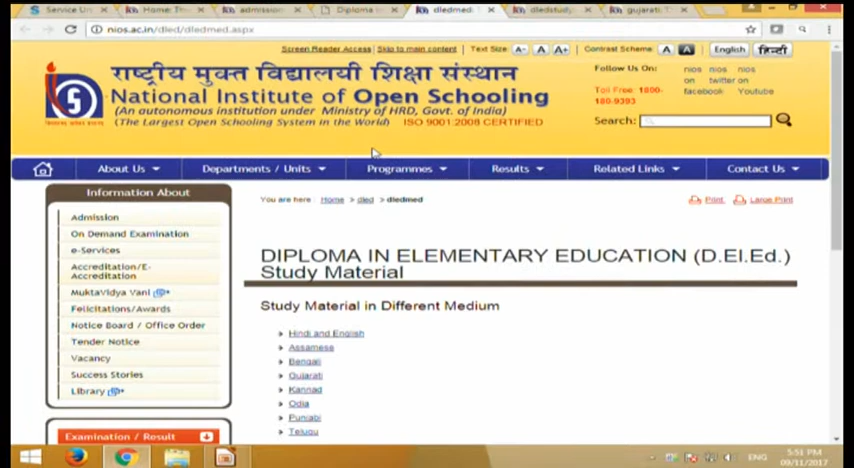 Service Un
Home: The
admission
Diploma in
dledmed
dledstudy
gujarati
nios.ac.in/dled/dledmed.aspx
Screen Reader Access | Skip to main content | Text Size: A- A A+ | Contrast Scheme: A A | English हिन्दी
राष्ट्रीय मुक्त विद्यालयी शिक्षा संस्थान
National Institute of Open Schooling
(An autonomous institution under Ministry of HRD, Govt. of India)
(The Largest Open Schooling System in the World) ISO 9001:2008 CERTIFIED
Follow Us On:
nios on facebook
nios twitter
nios on Youtube
Toll Free: 1800-180-9393
Search:
About Us
Departments / Units
Programmes
Results
Related Links
Contact Us
Information About
Admission
On Demand Examination
e-Services
Accreditation/E-
Accreditation
MuktaVidya Vani
Felicitations/Awards
Notice Board / Office Order
Tender Notice
Vacancy
Success Stories
Library
Examination / Result
You are here : Home > dled > dledmed
Print
Large Print
DIPLOMA IN ELEMENTARY EDUCATION (D.El.Ed.)
Study Material
Study Material in Different Medium
Hindi and English
Assamese
Bengali
Gujarati
Kannad
Odia
Punjabi
Telugu
ENG
5:51 PM
09/11/2017